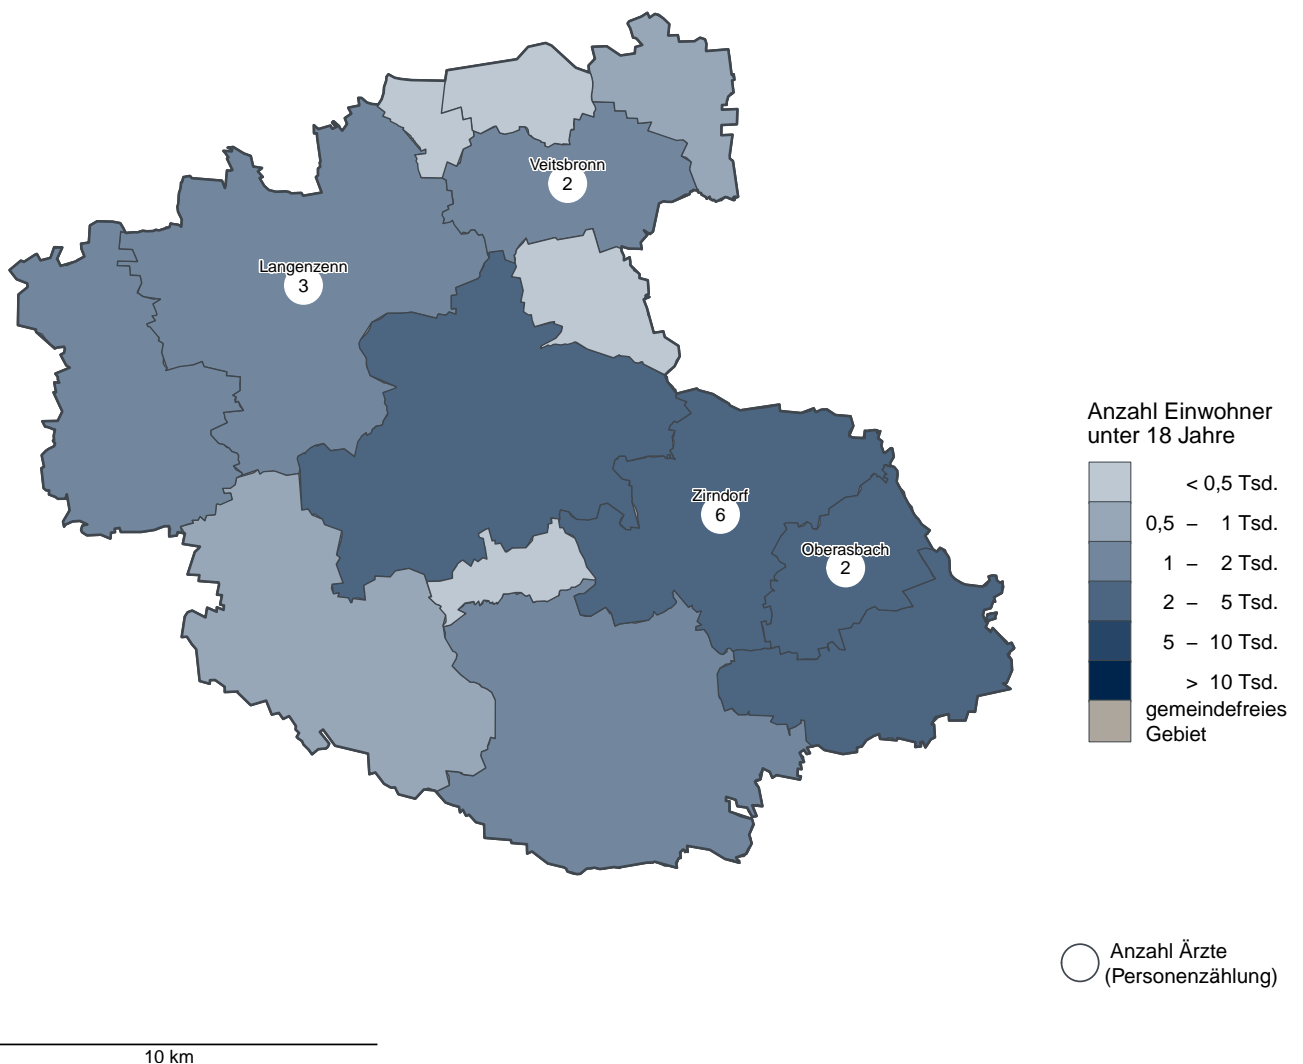 Veitsbronn
2
Langenzenn
3
Zirndorf
6
Oberasbach
2
Anzahl Einwohner
unter 18 Jahre
< 0,5 Tsd.
0,5 – 1 Tsd.
1 – 2 Tsd.
2 – 5 Tsd.
5 – 10 Tsd.
> 10 Tsd.
gemeindefreies
Gebiet
Anzahl Ärzte
(Personenzählung)
10 km